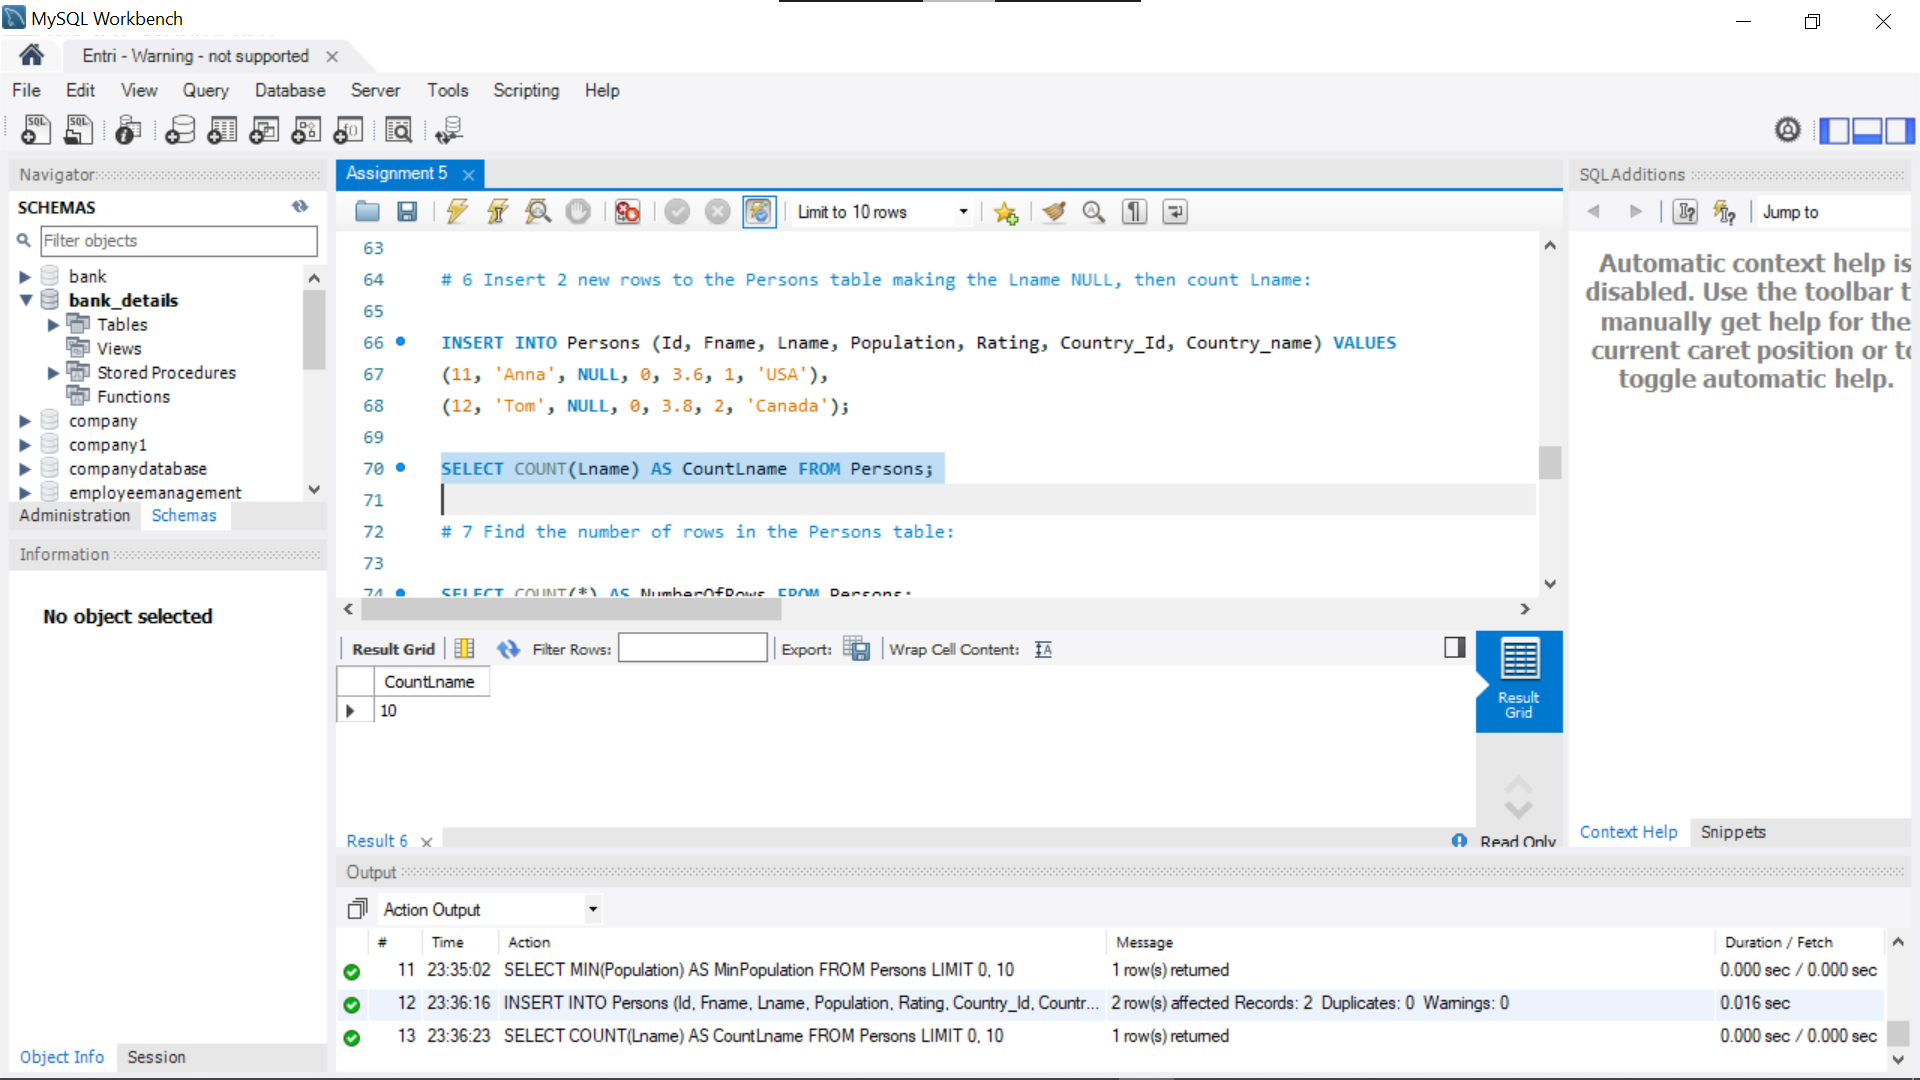 MySQL Workbench
Entri - Warning - not supported
File Edit View Query Database Server Tools Scripting Help
Navigator
SCHEMAS
Filter objects
bank
bank_details
Tables
Views
Stored Procedures
Functions
company
company1
companydatabase
employeemanagement
Administration Schemas
Information
No object selected
Object Info Session
Assignment 5
Limit to 10 rows
63
64 # 6 Insert 2 new rows to the Persons table making the Lname NULL, then count Lname:
65
66 INSERT INTO Persons (Id, Fname, Lname, Population, Rating, Country_Id, Country_name) VALUES
67 (11, 'Anna', NULL, 0, 3.6, 1, 'USA'),
68 (12, 'Tom', NULL, 0, 3.8, 2, 'Canada');
69
70 SELECT COUNT(Lname) AS CountLname FROM Persons;
71
72 # 7 Find the number of rows in the Persons table:
73
74 SELECT COUNT(*) AS NumberOfRows FROM Persons;
Result Grid Filter Rows: Export: Wrap Cell Content:
CountLname
10
Result Grid
Result 6
Read Only
SQLAdditions
Jump to
Automatic context help is
disabled. Use the toolbar t
manually get help for the
current caret position or to
toggle automatic help.
Context Help Snippets
Output
Action Output
# Time Action Message Duration / Fetch
11 23:35:02 SELECT MIN(Population) AS MinPopulation FROM Persons LIMIT 0, 10 1 row(s) returned 0.000 sec / 0.000 sec
12 23:36:16 INSERT INTO Persons (Id, Fname, Lname, Population, Rating, Country_Id, Countr... 2 row(s) affected Records: 2 Duplicates: 0 Warnings: 0 0.016 sec
13 23:36:23 SELECT COUNT(Lname) AS CountLname FROM Persons LIMIT 0, 10 1 row(s) returned 0.000 sec / 0.000 sec